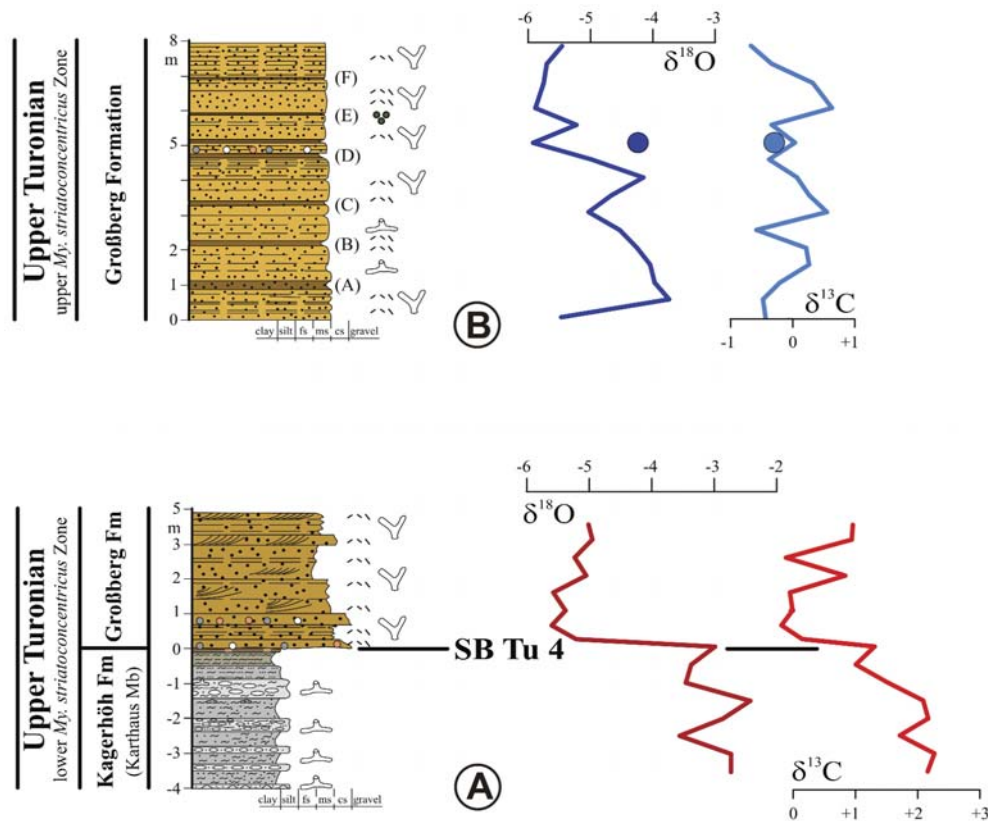 Upper Turonian
upper My. striatoconcentricus Zone
Großberg Formation
8
m
5
2
1
0
(F)
(E)
(D)
(C)
(B)
(A)
clay silt fs ms cs gravel
B
-6 -5 -4 -3
δ18O
δ13C
-1 0 +1
Upper Turonian
lower My. striatoconcentricus Zone
Großberg Fm
Kagerhöh Fm
(Karthaus Mb)
5
m
3
2
1
0
-1
-2
-3
-4
clay silt fs ms cs gravel
SB Tu 4
A
-6 -5 -4 -3 -2
δ18O
δ13C
0 +1 +2 +3